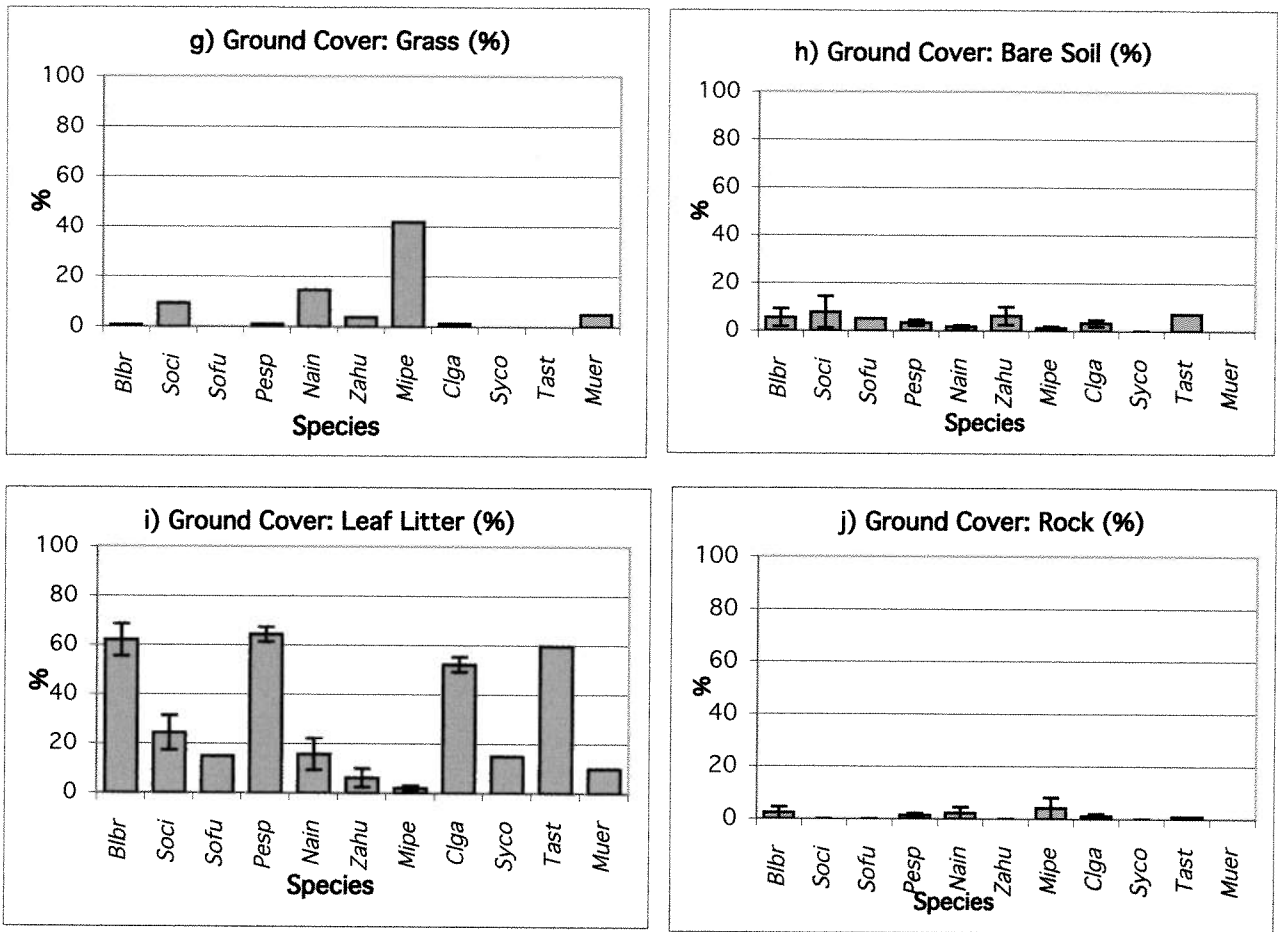 g) Ground Cover: Grass (%)
100
80
60
40
20
0
%
Blbr Soci Sofu Pesp Nain Zahu Mipe Clga Syco Tast Muer
Species
h) Ground Cover: Bare Soil (%)
100
80
60
40
20
0
%
Blbr Soci Sofu Pesp Nain Zahu Mipe Clga Syco Tast Muer
Species
i) Ground Cover: Leaf Litter (%)
100
80
60
40
20
0
%
Blbr Soci Sofu Pesp Nain Zahu Mipe Clga Syco Tast Muer
Species
j) Ground Cover: Rock (%)
100
80
60
40
20
0
%
Blbr Soci Sofu Pesp Nain Zahu Mipe Clga Syco Tast Muer
Species